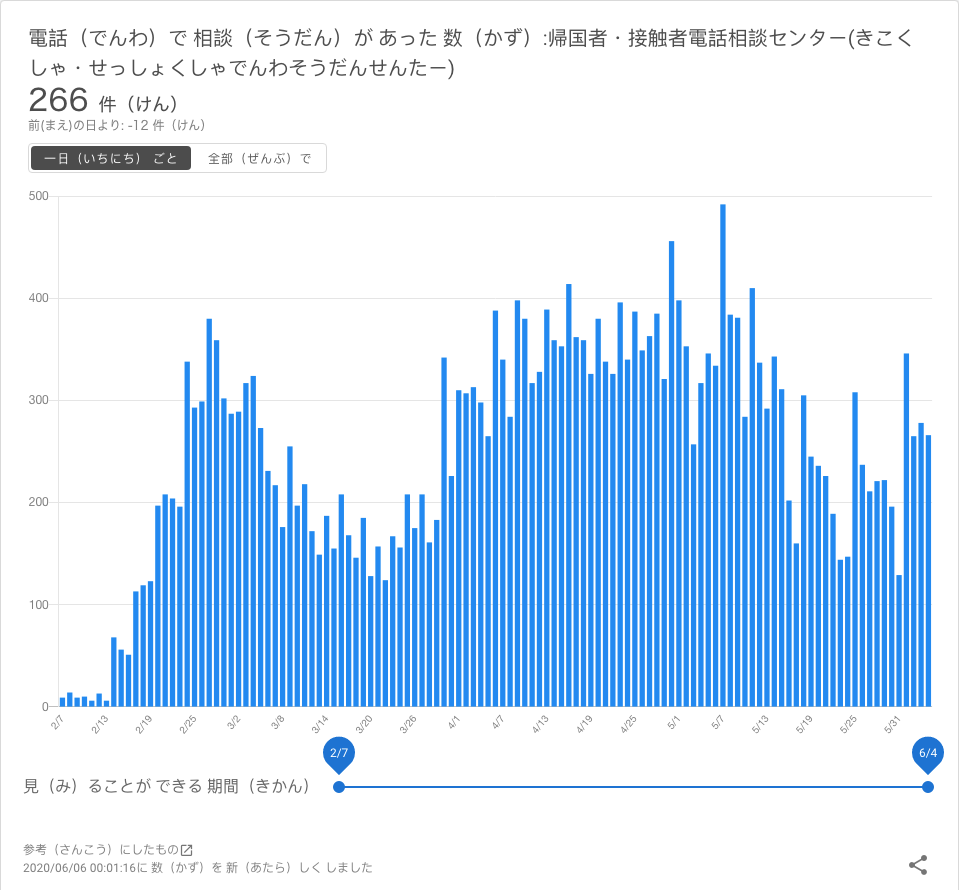 電話（でんわ）で 相談（そうだん）が あった 数（かず）:帰国者・接触者電話相談センター(きこく
しゃ・せっしょくしゃでんわそうだんせんたー)
266 件（けん）
前(まえ)の日より: -12 件（けん）
一日（いちにち） ごと 全部（ぜんぶ）で
500
400
300
200
100
0
2/7 2/13 2/19 2/25 3/2 3/8 3/14 3/20 3/26 4/1 4/7 4/13 4/19 4/25 5/1 5/7 5/13 5/19 5/25 5/31
2/7 6/4
見（み）ることが できる 期間（きかん）
参考（さんこう）にしたもの
2020/06/06 00:01:16に 数（かず）を 新（あたら）しく しました